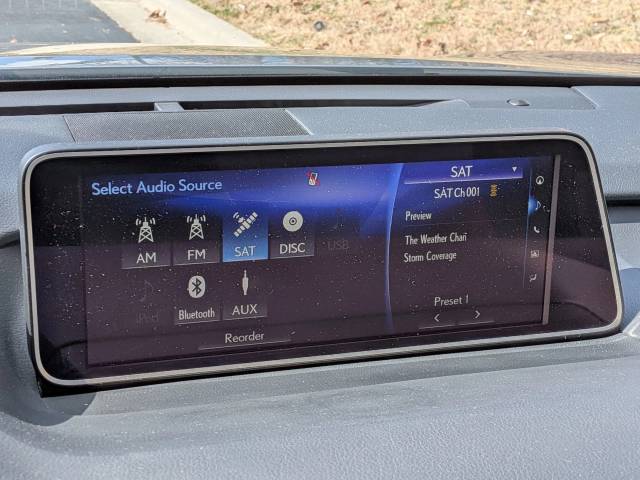 Select Audio Source
AM
FM
SAT
DISC
USB
iPod
Bluetooth
AUX
Reorder
SAT
SAT Ch 001
Preview
The Weather Chan
Storm Coverage
Preset 1